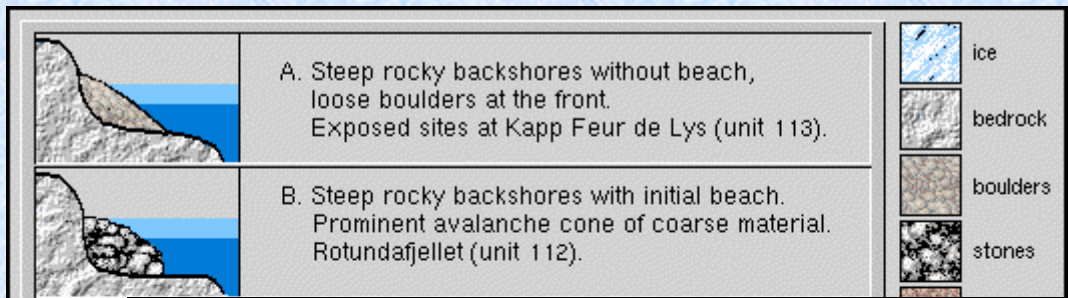 A. Steep rocky backshores without beach,
loose boulders at the front.
Exposed sites at Kapp Feur de Lys (unit 113).
B. Steep rocky backshores with initial beach.
Prominent avalanche cone of coarse material.
Rotundafjellet (unit 112).
ice
bedrock
boulders
stones